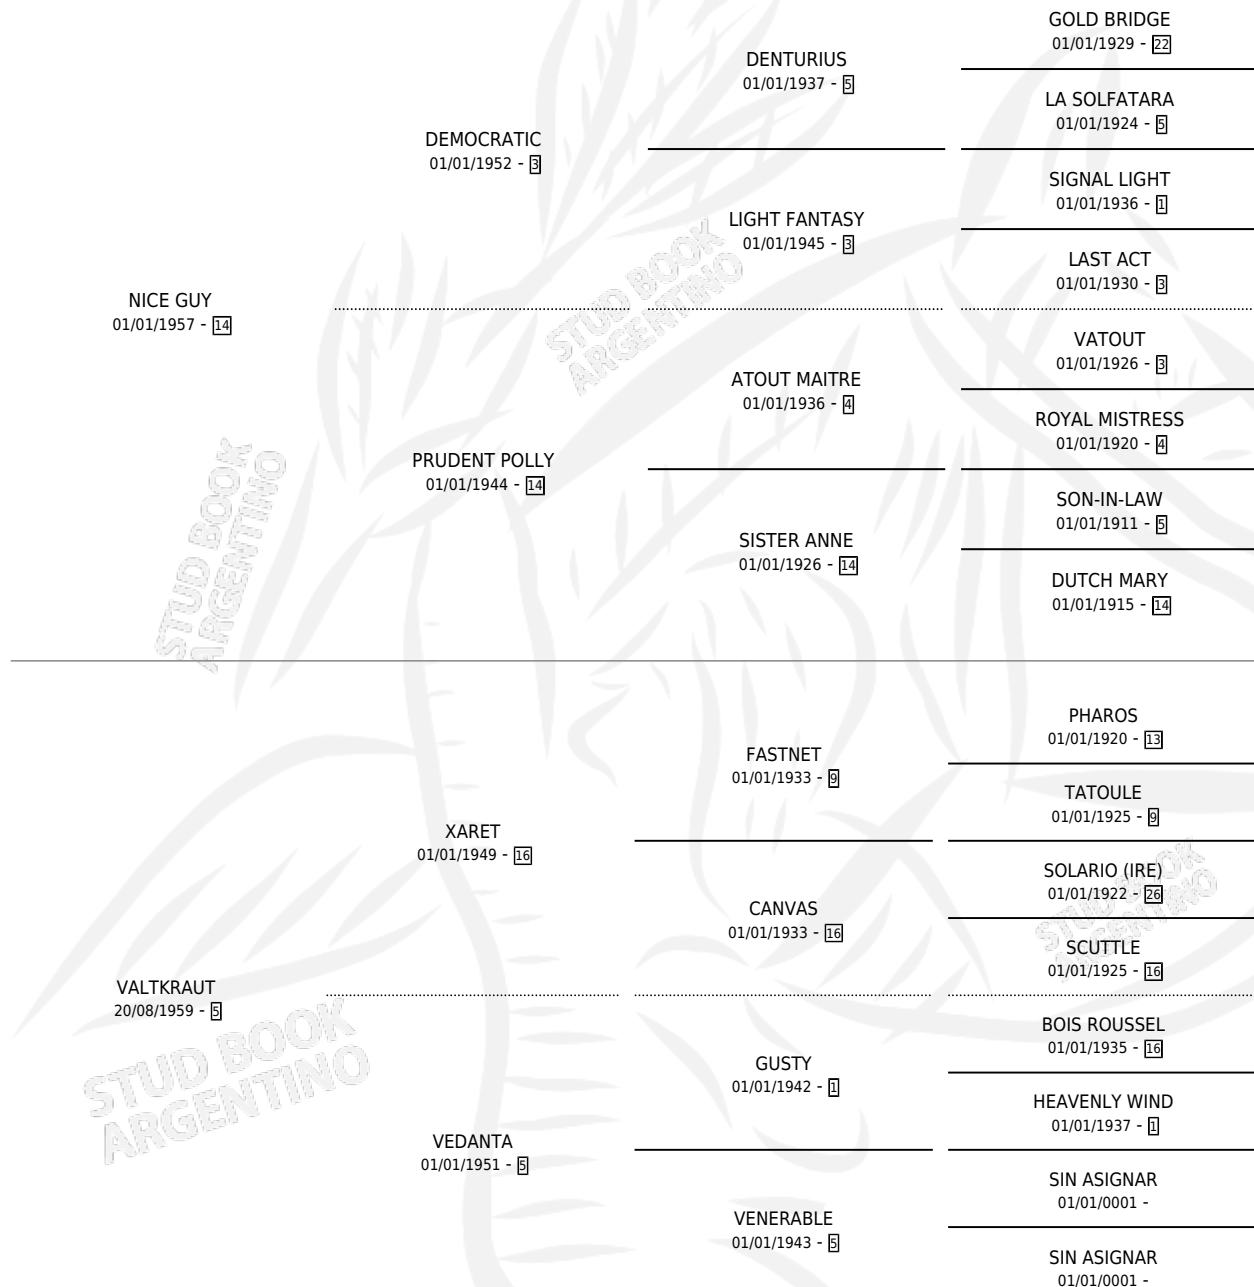 GOLD BRIDGE
01/01/1929 - 22
DENTURIUS
01/01/1937 - 5
LA SOLFATARA
01/01/1924 - 5
DEMOCRATIC
01/01/1952 - 3
SIGNAL LIGHT
01/01/1936 - 1
LIGHT FANTASY
01/01/1945 - 3
LAST ACT
01/01/1930 - 3
NICE GUY
01/01/1957 - 14
VATOUT
01/01/1926 - 3
ATOUT MAITRE
01/01/1936 - 4
ROYAL MISTRESS
01/01/1920 - 4
PRUDENT POLLY
01/01/1944 - 14
SON-IN-LAW
01/01/1911 - 5
SISTER ANNE
01/01/1926 - 14
DUTCH MARY
01/01/1915 - 14
PHAROS
01/01/1920 - 13
FASTNET
01/01/1933 - 9
TATOULE
01/01/1925 - 9
XARET
01/01/1949 - 16
SOLARIO (IRE)
01/01/1922 - 26
CANVAS
01/01/1933 - 16
SCUTTLE
01/01/1925 - 16
VALTKRAUT
20/08/1959 - 5
BOIS ROUSSEL
01/01/1935 - 16
GUSTY
01/01/1942 - 1
HEAVENLY WIND
01/01/1937 - 1
VEDANTA
01/01/1951 - 5
SIN ASIGNAR
01/01/0001 -
VENERABLE
01/01/1943 - 5
SIN ASIGNAR
01/01/0001 -
STUD BOOK
ARGENTINO
STUD BOOK
ARGENTINO
STUD BOOK
ARGENTINO
STUD BOOK
ARGENTINO